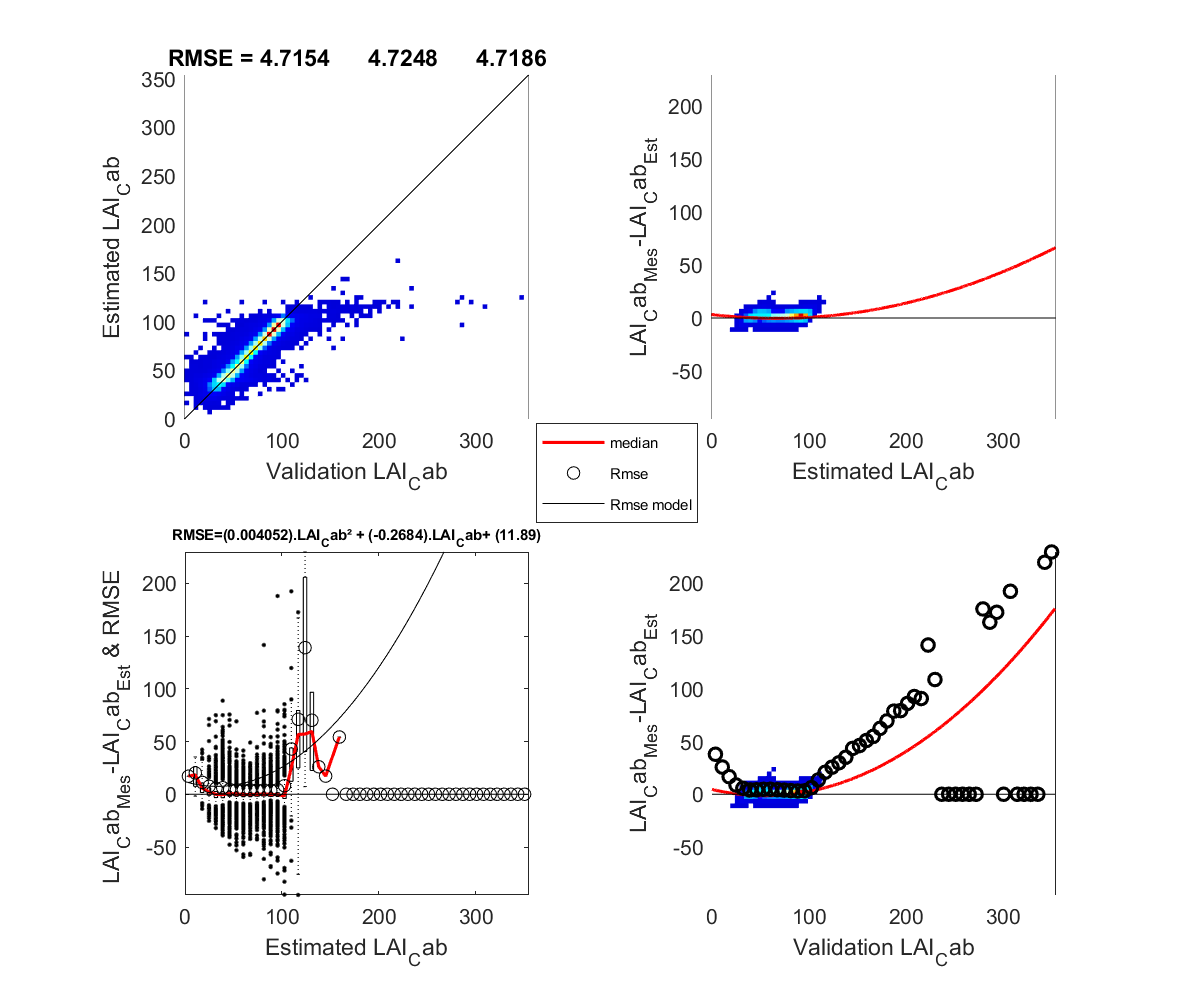 RMSE = 4.7154 4.7248 4.7186
350
300
250
200
150
100
50
0
Estimated LAI_Cab
0 100 200 300
Validation LAI_Cab
200
150
100
50
0
-50
LAI_Cab_Mes-LAI_Cab_Est
0 100 200 300
Estimated LAI_Cab
median
Rmse
Rmse model
RMSE=(0.004052).LAI_Cab² + (-0.2684).LAI_Cab+ (11.89)
200
150
100
50
0
-50
LAI_Cab_Mes-LAI_Cab_Est & RMSE
0 100 200 300
Estimated LAI_Cab
200
150
100
50
0
-50
LAI_Cab_Mes-LAI_Cab_Est
0 100 200 300
Validation LAI_Cab